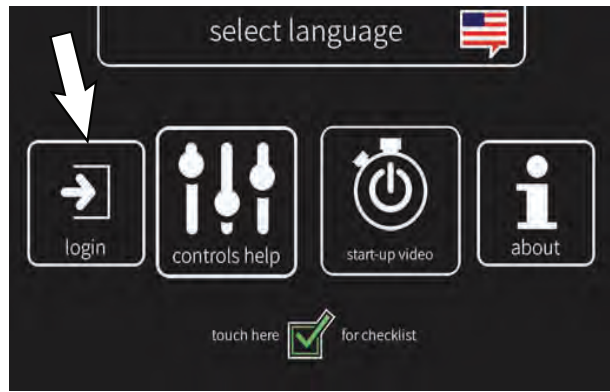 select language
login
controls help
start-up video
about
touch here
for checklist